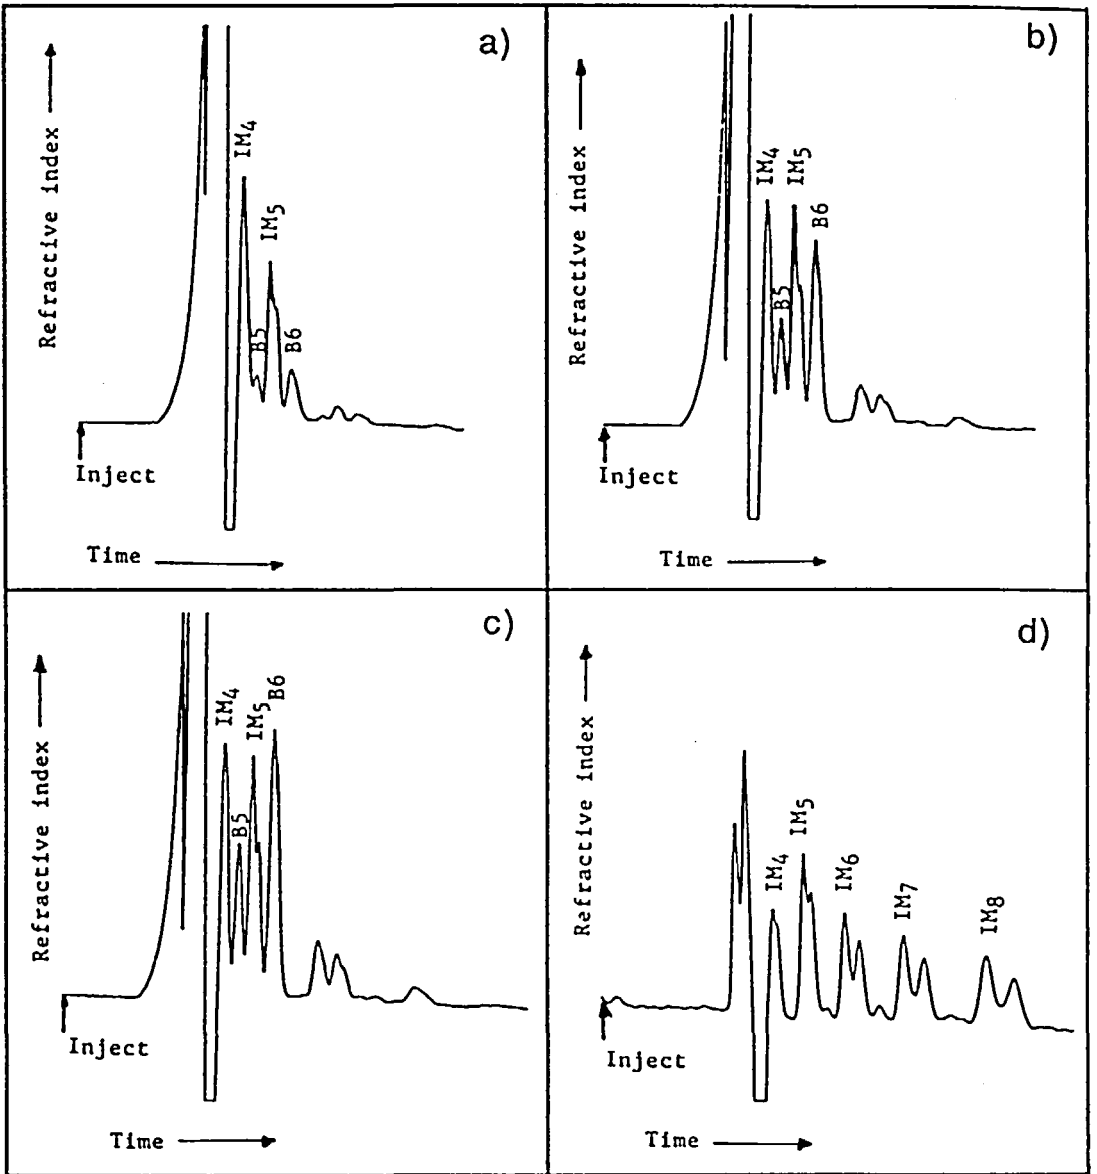 a)
Refractive index
IM4
IM5
B5
B6
Inject
Time
b)
Refractive index
IM4
IM5
B5
B6
Inject
Time
c)
Refractive index
IM4
IM5
B6
B5
Inject
Time
d)
Refractive index
IM4
IM5
IM6
IM7
IM8
Inject
Time